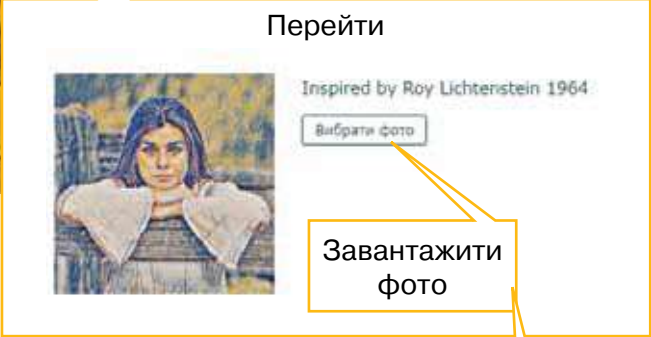 Перейти
Inspired by Roy Lichtenstein 1964
Вибрати фото
Завантажити
фото